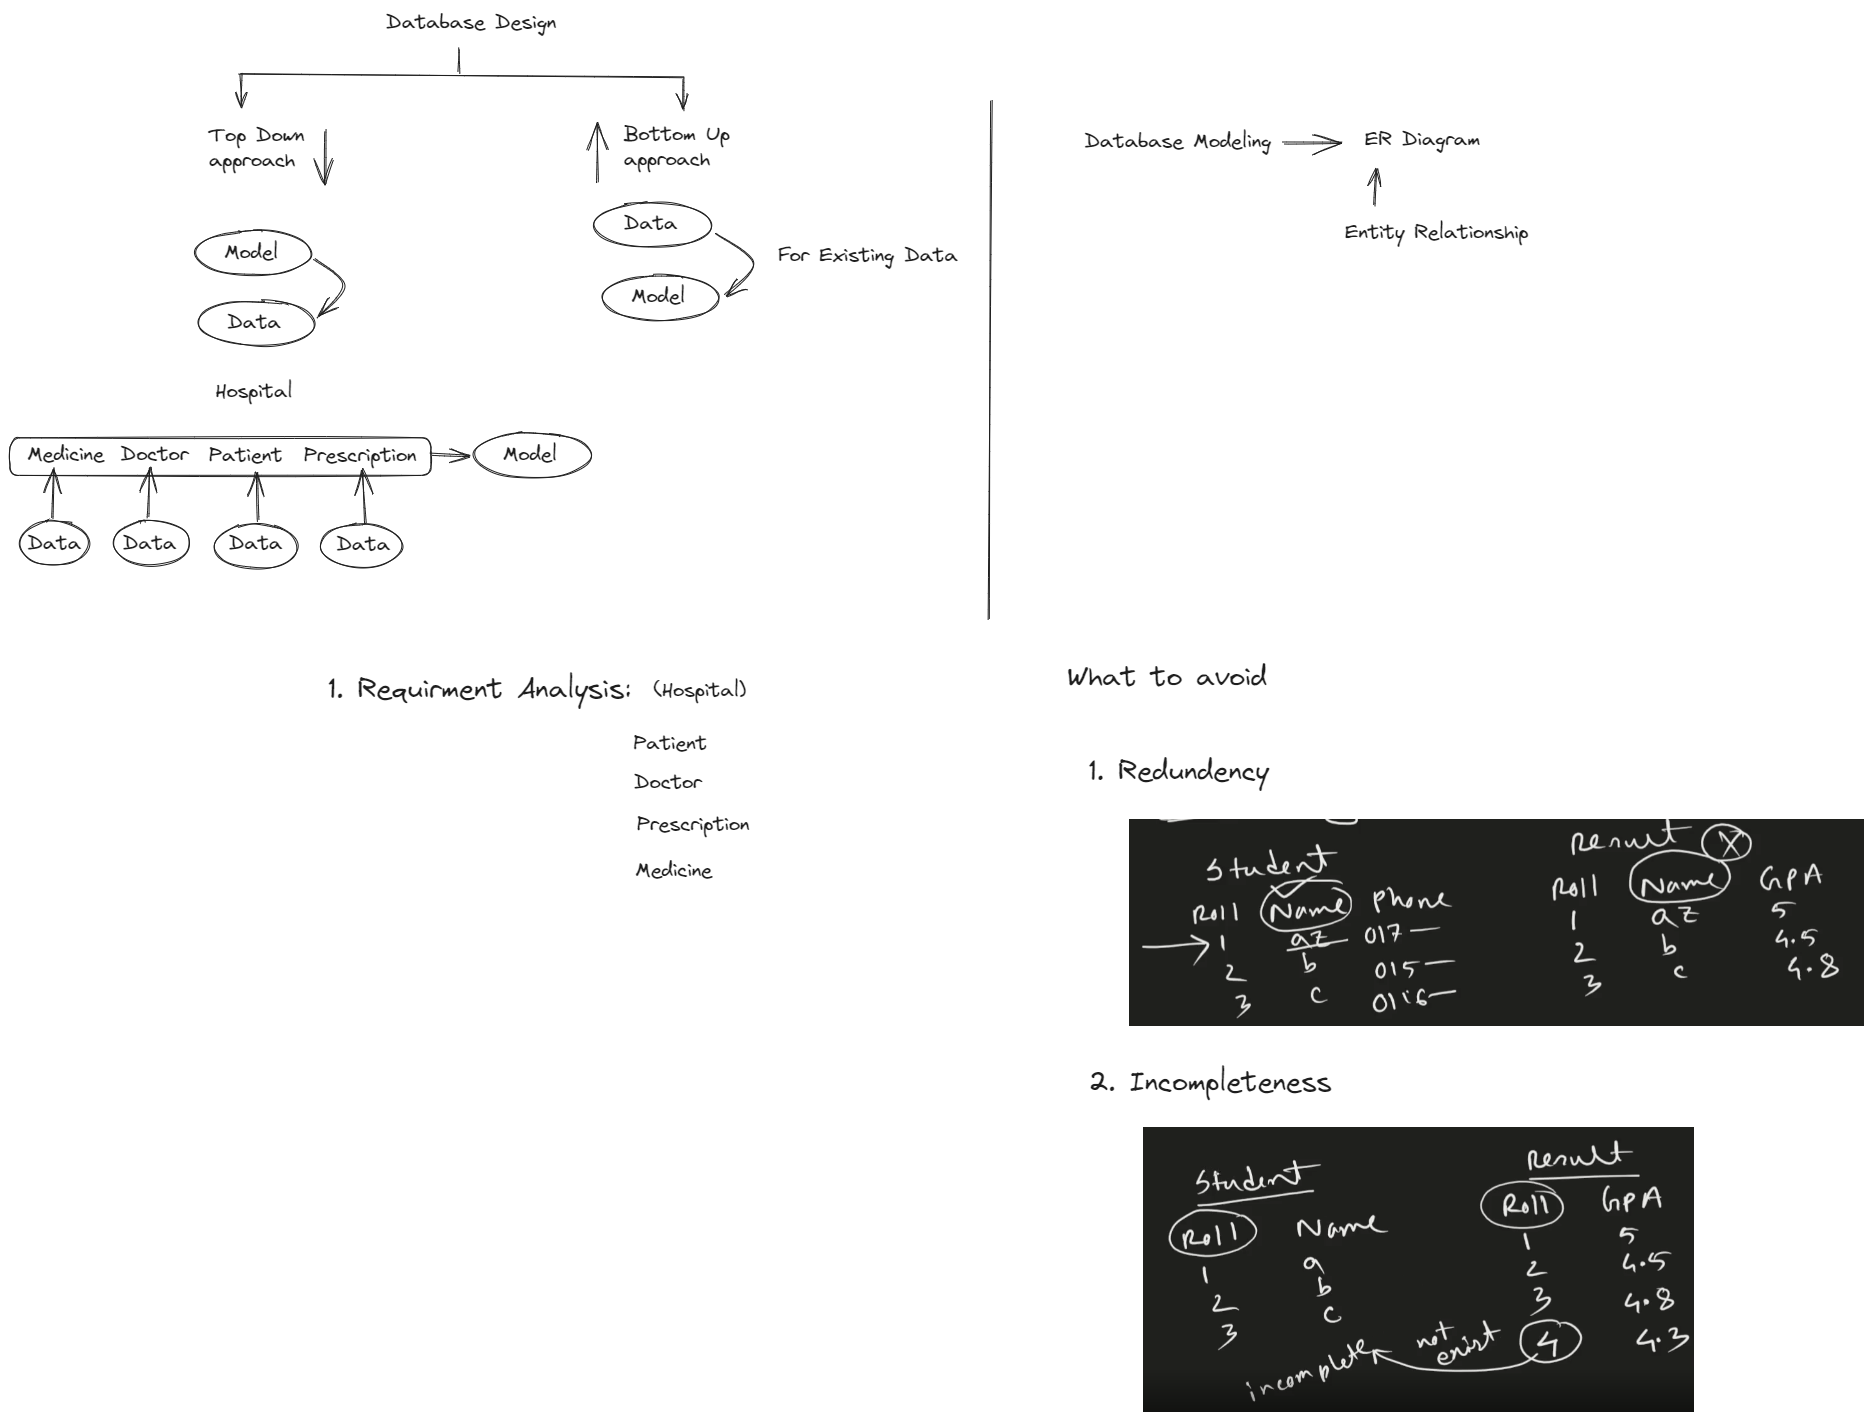 Database Design
Top Down
approach
Bottom Up
approach
Model
Data
Data
Model
For Existing Data
Hospital
Medicine Doctor Patient Prescription
Model
Data Data Data Data
Database Modeling
ER Diagram
Entity Relationship
1. Requirment Analysis: (Hospital)
Patient
Doctor
Prescription
Medicine
What to avoid
1. Redundency
Student
Roll Name Phone
1 az 017
2 b 015
3 c
Result X
Roll Name GPA
1 az 5
2 b 4.5
3 c 4.8
2. Incompleteness
Student
Roll Name
1 a
2 b
3 c
Result
Roll GPA
1 5
2 4.5
3 4.8
4 4.3
not
exist
incomplete